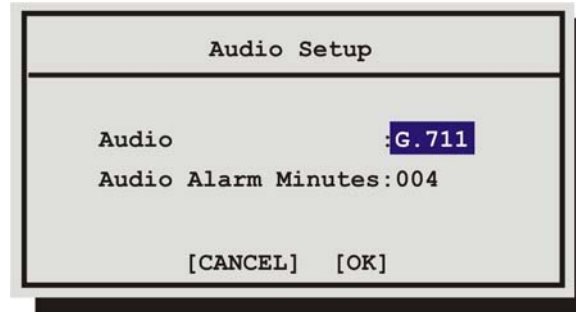 Audio Setup
Audio :G.711
Audio Alarm Minutes:004
[CANCEL] [OK]